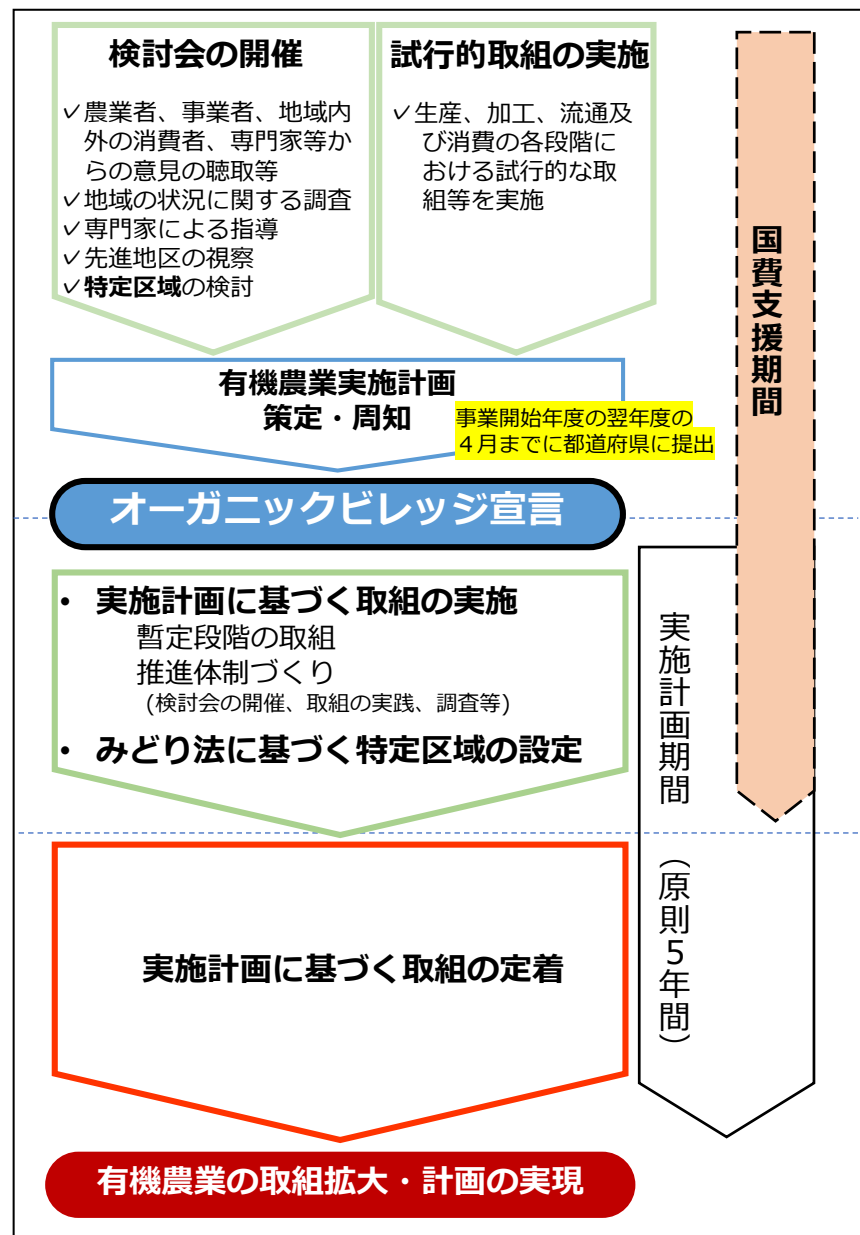 検討会の開催
✓農業者、事業者、地域内
外の消費者、専門家等か
らの意見の聴取等
✓地域の状況に関する調査
✓専門家による指導
✓先進地区の視察
✓特定区域の検討
試行的取組の実施
✓生産、加工、流通及
び消費の各段階に
おける試行的な取
組等を実施
国費支援期間
有機農業実施計画
策定・周知
事業開始年度の翌年度の
４月までに都道府県に提出
オーガニックビレッジ宣言
• 実施計画に基づく取組の実施
暫定段階の取組
推進体制づくり
(検討会の開催、取組の実践、調査等)
• みどり法に基づく特定区域の設定
実施計画期間（原則５年間）
実施計画に基づく取組の定着
有機農業の取組拡大・計画の実現